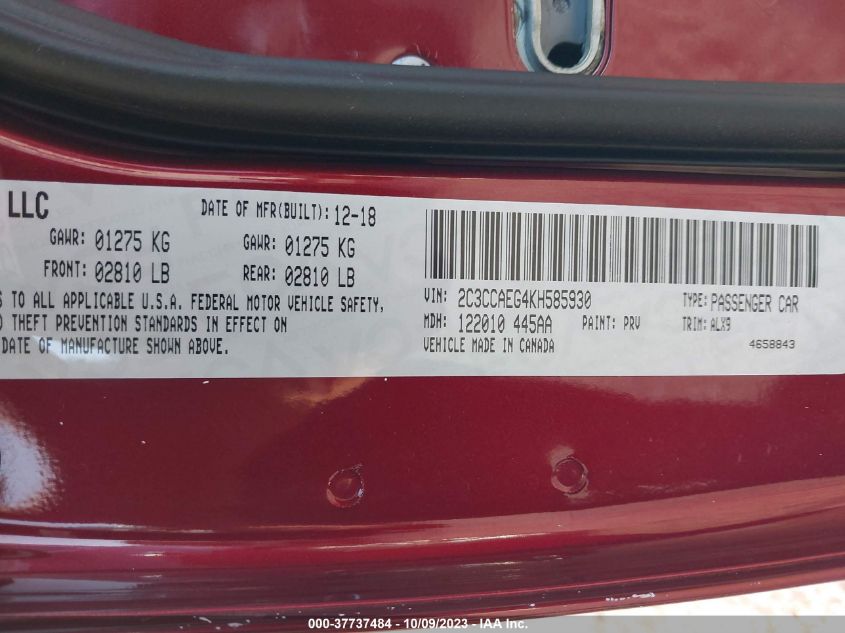 LLC
DATE OF MFR(BUILT): 12-18
GAWR: 01275 KG
GAWR: 01275 KG
FRONT: 02810 LB
REAR: 02810 LB
TO ALL APPLICABLE U.S.A. FEDERAL MOTOR VEHICLE SAFETY,
THEFT PREVENTION STANDARDS IN EFFECT ON
DATE OF MANUFACTURE SHOWN ABOVE.
VIN: 2C3CCAEG4KH585930
TYPE: PASSENGER CAR
MDH: 122010 445AA
PAINT: PRV
TRIM: ALX9
VEHICLE MADE IN CANADA
4658843
000-37737484 - 10/09/2023 - IAA Inc.